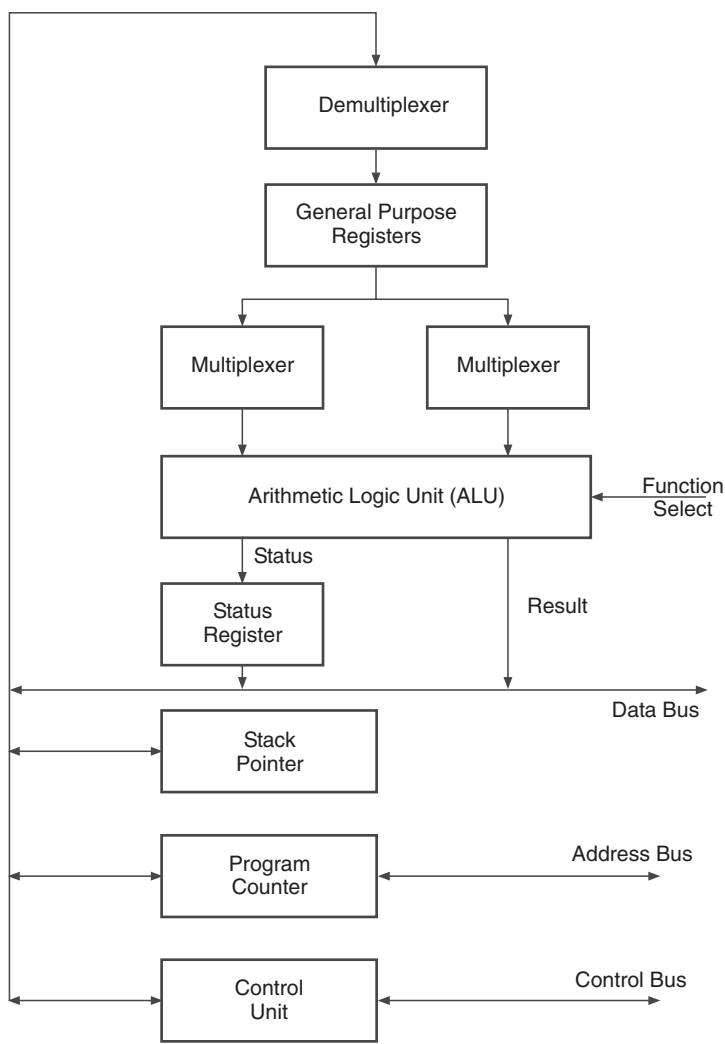 Demultiplexer
General Purpose
Registers
Multiplexer
Multiplexer
Arithmetic Logic Unit (ALU)
Function
Select
Status
Status
Register
Result
Data Bus
Stack
Pointer
Program
Counter
Address Bus
Control
Unit
Control Bus